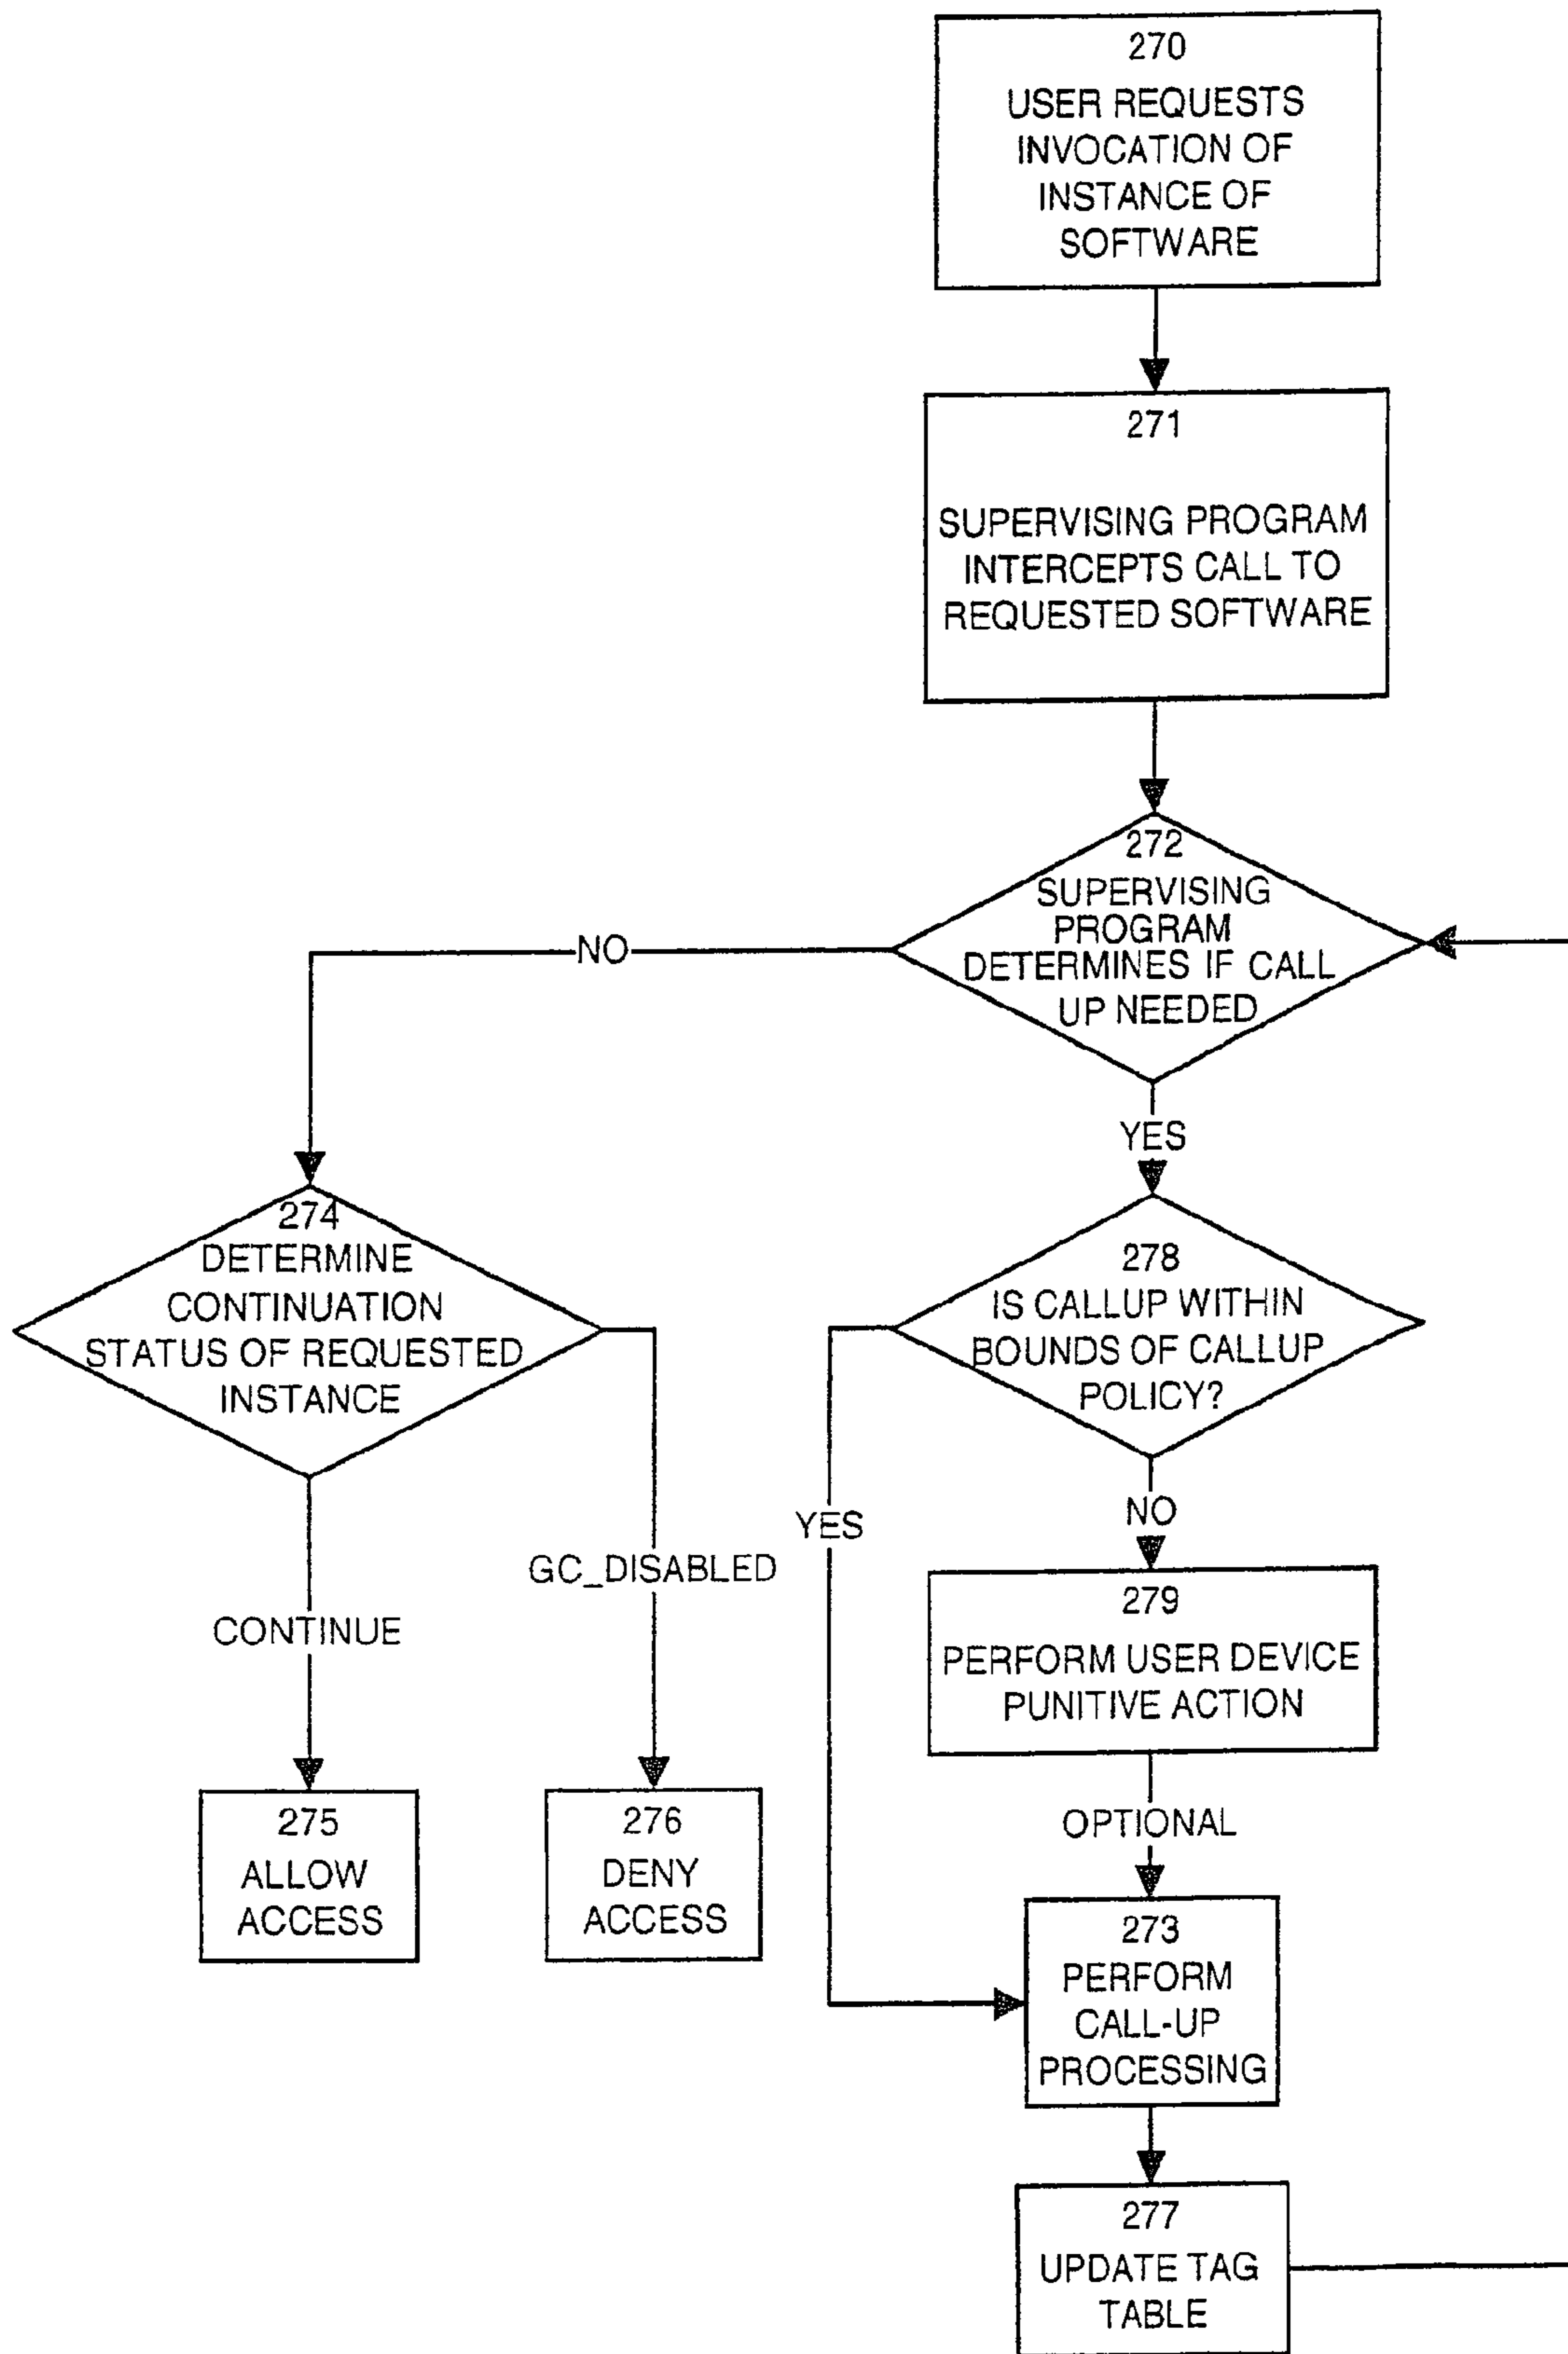 270
USER REQUESTS
INVOCATION OF
INSTANCE OF
SOFTWARE
271
SUPERVISING PROGRAM
INTERCEPTS CALL TO
REQUESTED SOFTWARE
272
SUPERVISING
PROGRAM
DETERMINES IF CALL
UP NEEDED
NO
YES
274
DETERMINE
CONTINUATION
STATUS OF REQUESTED
INSTANCE
278
IS CALLUP WITHIN
BOUNDS OF CALLUP
POLICY?
YES
NO
GC_DISABLED
CONTINUE
279
PERFORM USER DEVICE
PUNITIVE ACTION
OPTIONAL
275
ALLOW
ACCESS
276
DENY
ACCESS
273
PERFORM
CALL-UP
PROCESSING
277
UPDATE TAG
TABLE